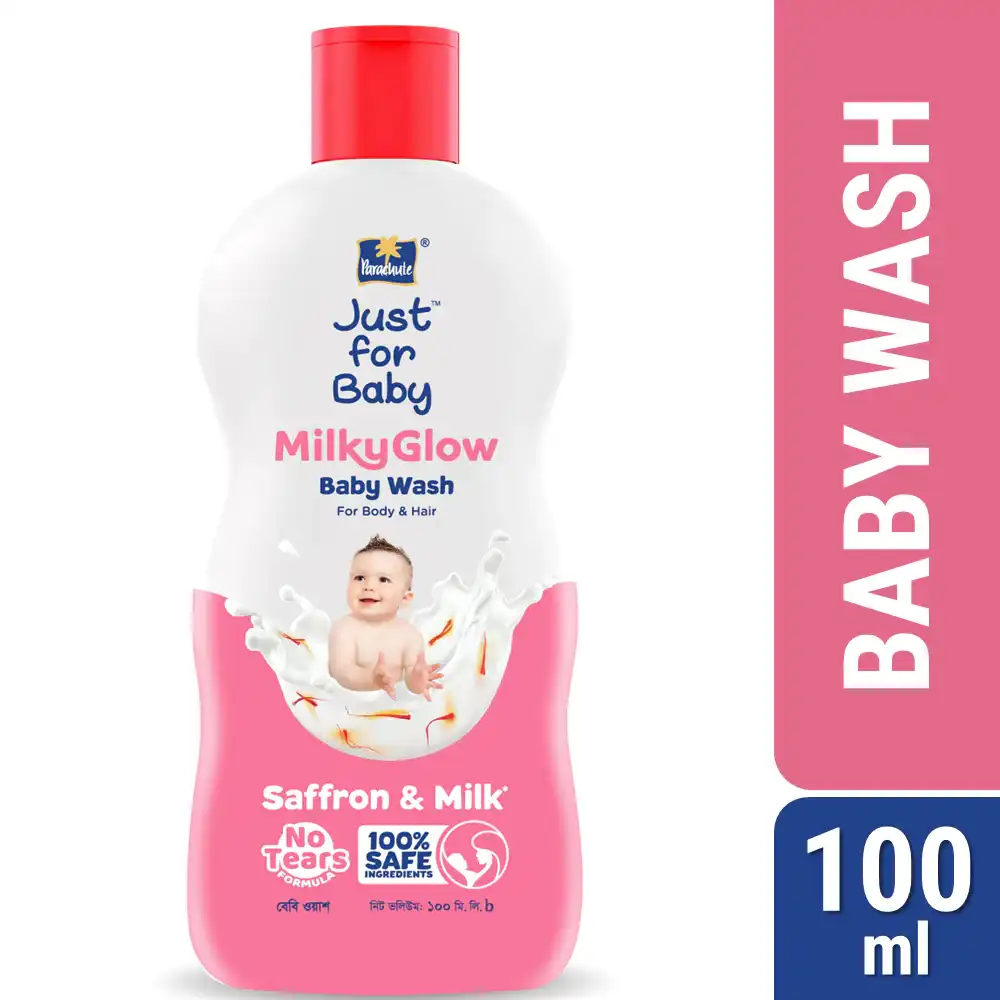 Parachute®
Just™
for
Baby
MilkyGlow
Baby Wash
For Body & Hair
Saffron & Milk*
No
Tears
FORMULA
100%
SAFE
INGREDIENTS
বেবি ওয়াশ
নিট ভলিউম: ১০০ মি. লি. b
BABY WASH
100
ml